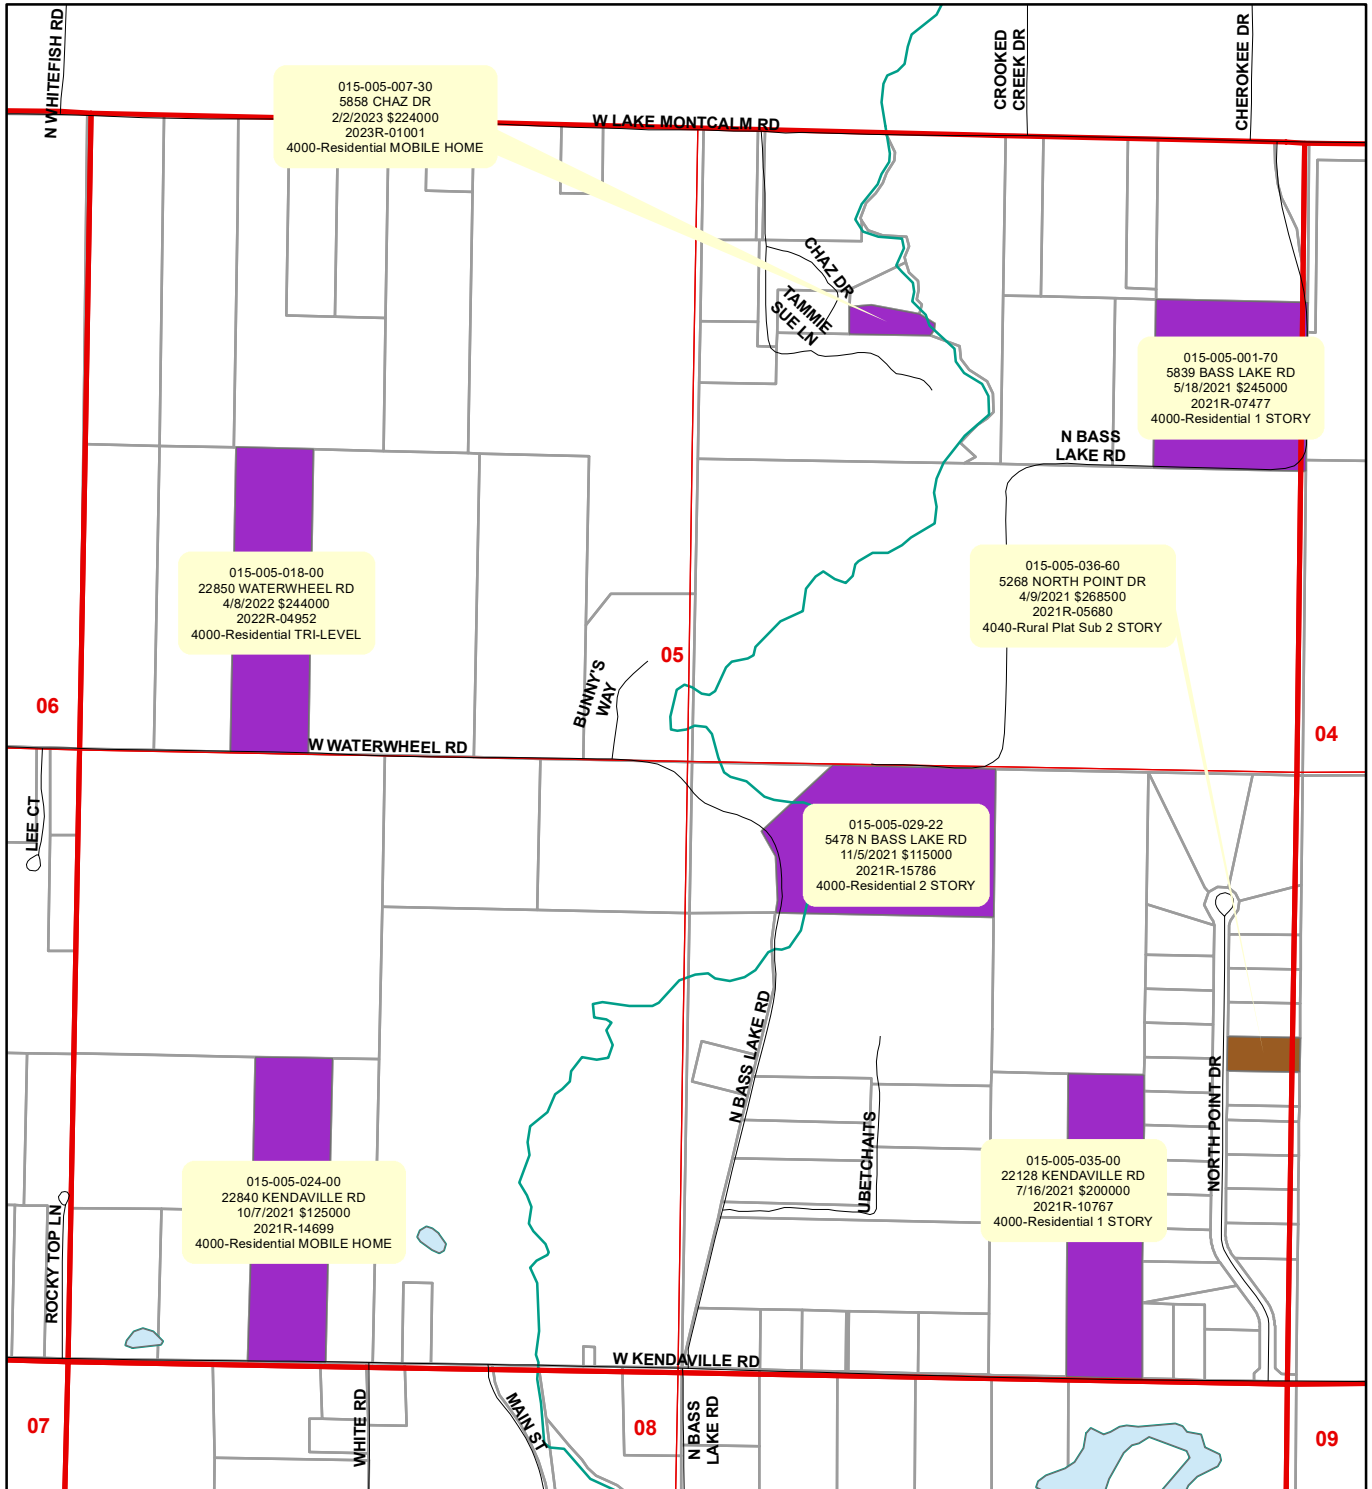 N WHITEFISH RD
CROOKED
CREEK DR
CHEROKEE DR
015-005-007-30
5858 CHAZ DR
2/2/2023 $224000
2023R-01001
4000-Residential MOBILE HOME
W LAKE MONTCALM RD
CHAZ DR
TAMMIE
SUE LN
015-005-001-70
5839 BASS LAKE RD
5/18/2021 $245000
2021R-07477
4000-Residential 1 STORY
N BASS
LAKE RD
015-005-018-00
22850 WATERWHEEL RD
4/8/2022 $244000
2022R-04952
4000-Residential TRI-LEVEL
015-005-036-60
5268 NORTH POINT DR
4/9/2021 $268500
2021R-05680
4040-Rural Plat Sub 2 STORY
05
BUNNY'S
WAY
06
04
W WATERWHEEL RD
LEE CT
015-005-029-22
5478 N BASS LAKE RD
11/5/2021 $115000
2021R-15786
4000-Residential 2 STORY
N BASS LAKE RD
UBETCHAITS
NORTH POINT DR
015-005-035-00
22128 KENDAVILLE RD
7/16/2021 $200000
2021R-10767
4000-Residential 1 STORY
015-005-024-00
22840 KENDAVILLE RD
10/7/2021 $125000
2021R-14699
4000-Residential MOBILE HOME
ROCKY TOP LN
W KENDAVILLE RD
07
WHITE RD
MAIN ST
08
N BASS
LAKE RD
09